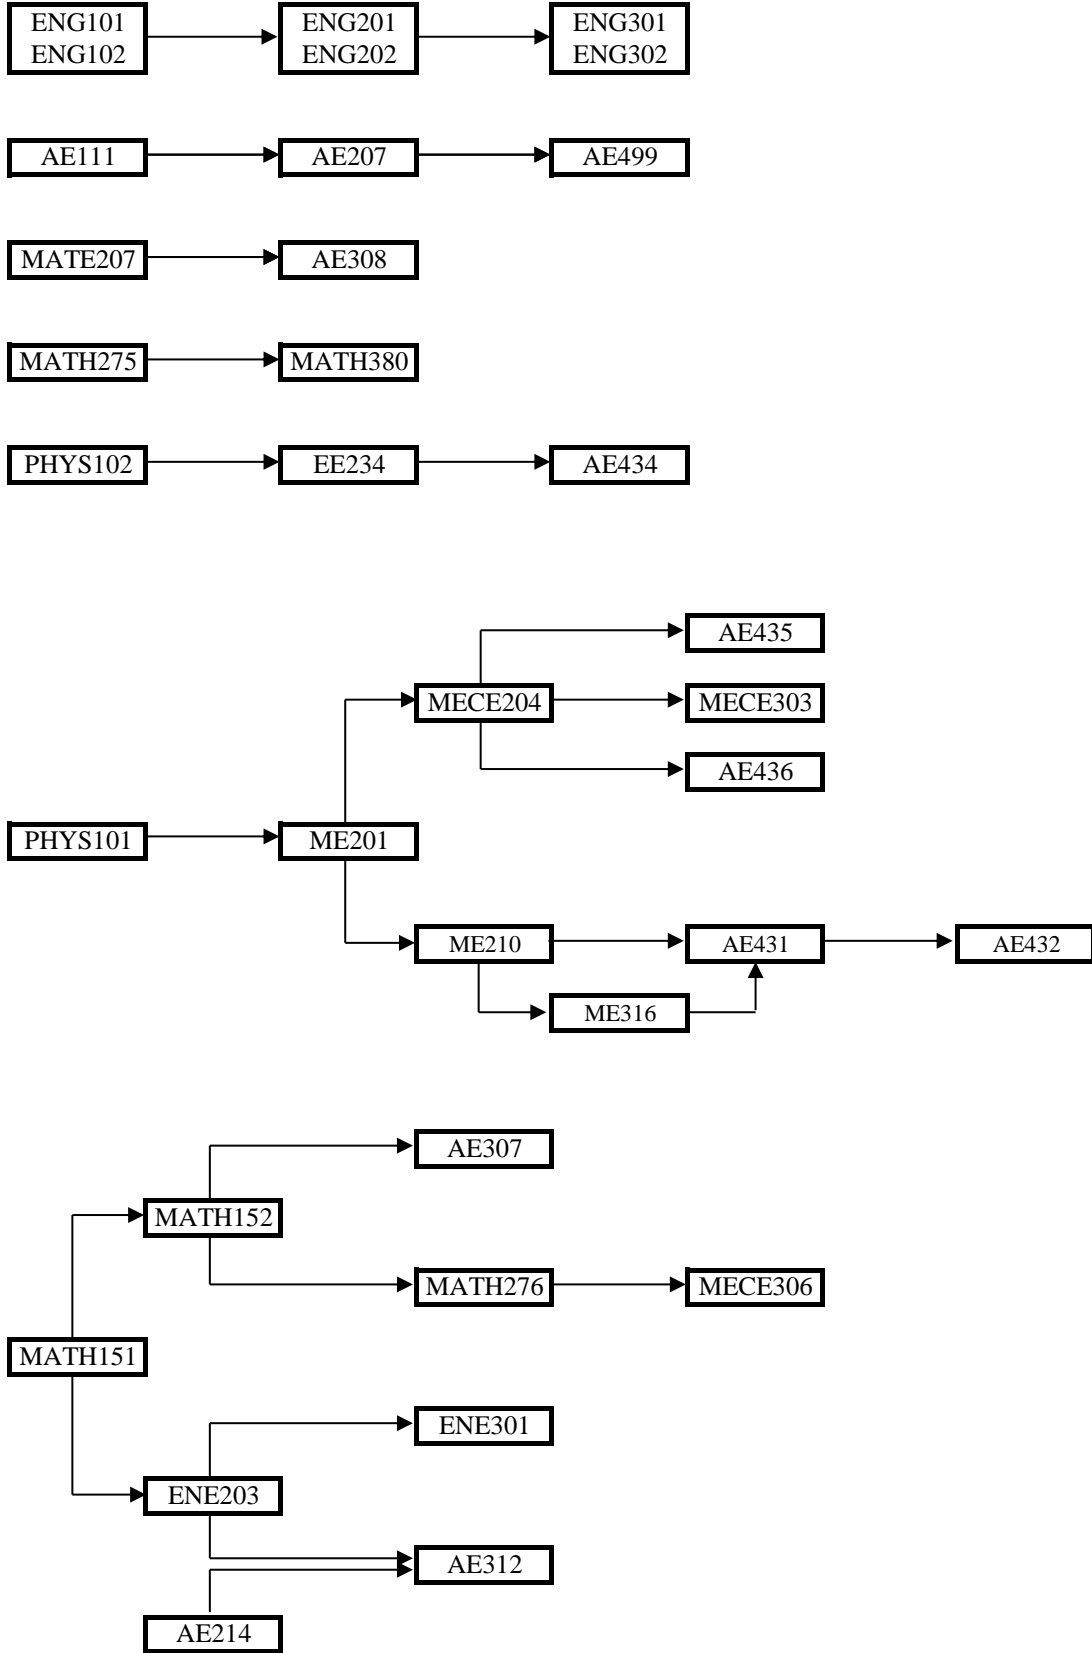 ENG101
ENG102
ENG201
ENG202
ENG301
ENG302
AE111
AE207
AE499
MATE207
AE308
MATH275
MATH380
PHYS102
EE234
AE434
AE435
MECE204
MECE303
AE436
PHYS101
ME201
ME210
AE431
AE432
ME316
AE307
MATH152
MATH276
MECE306
MATH151
ENE301
ENE203
AE312
AE214